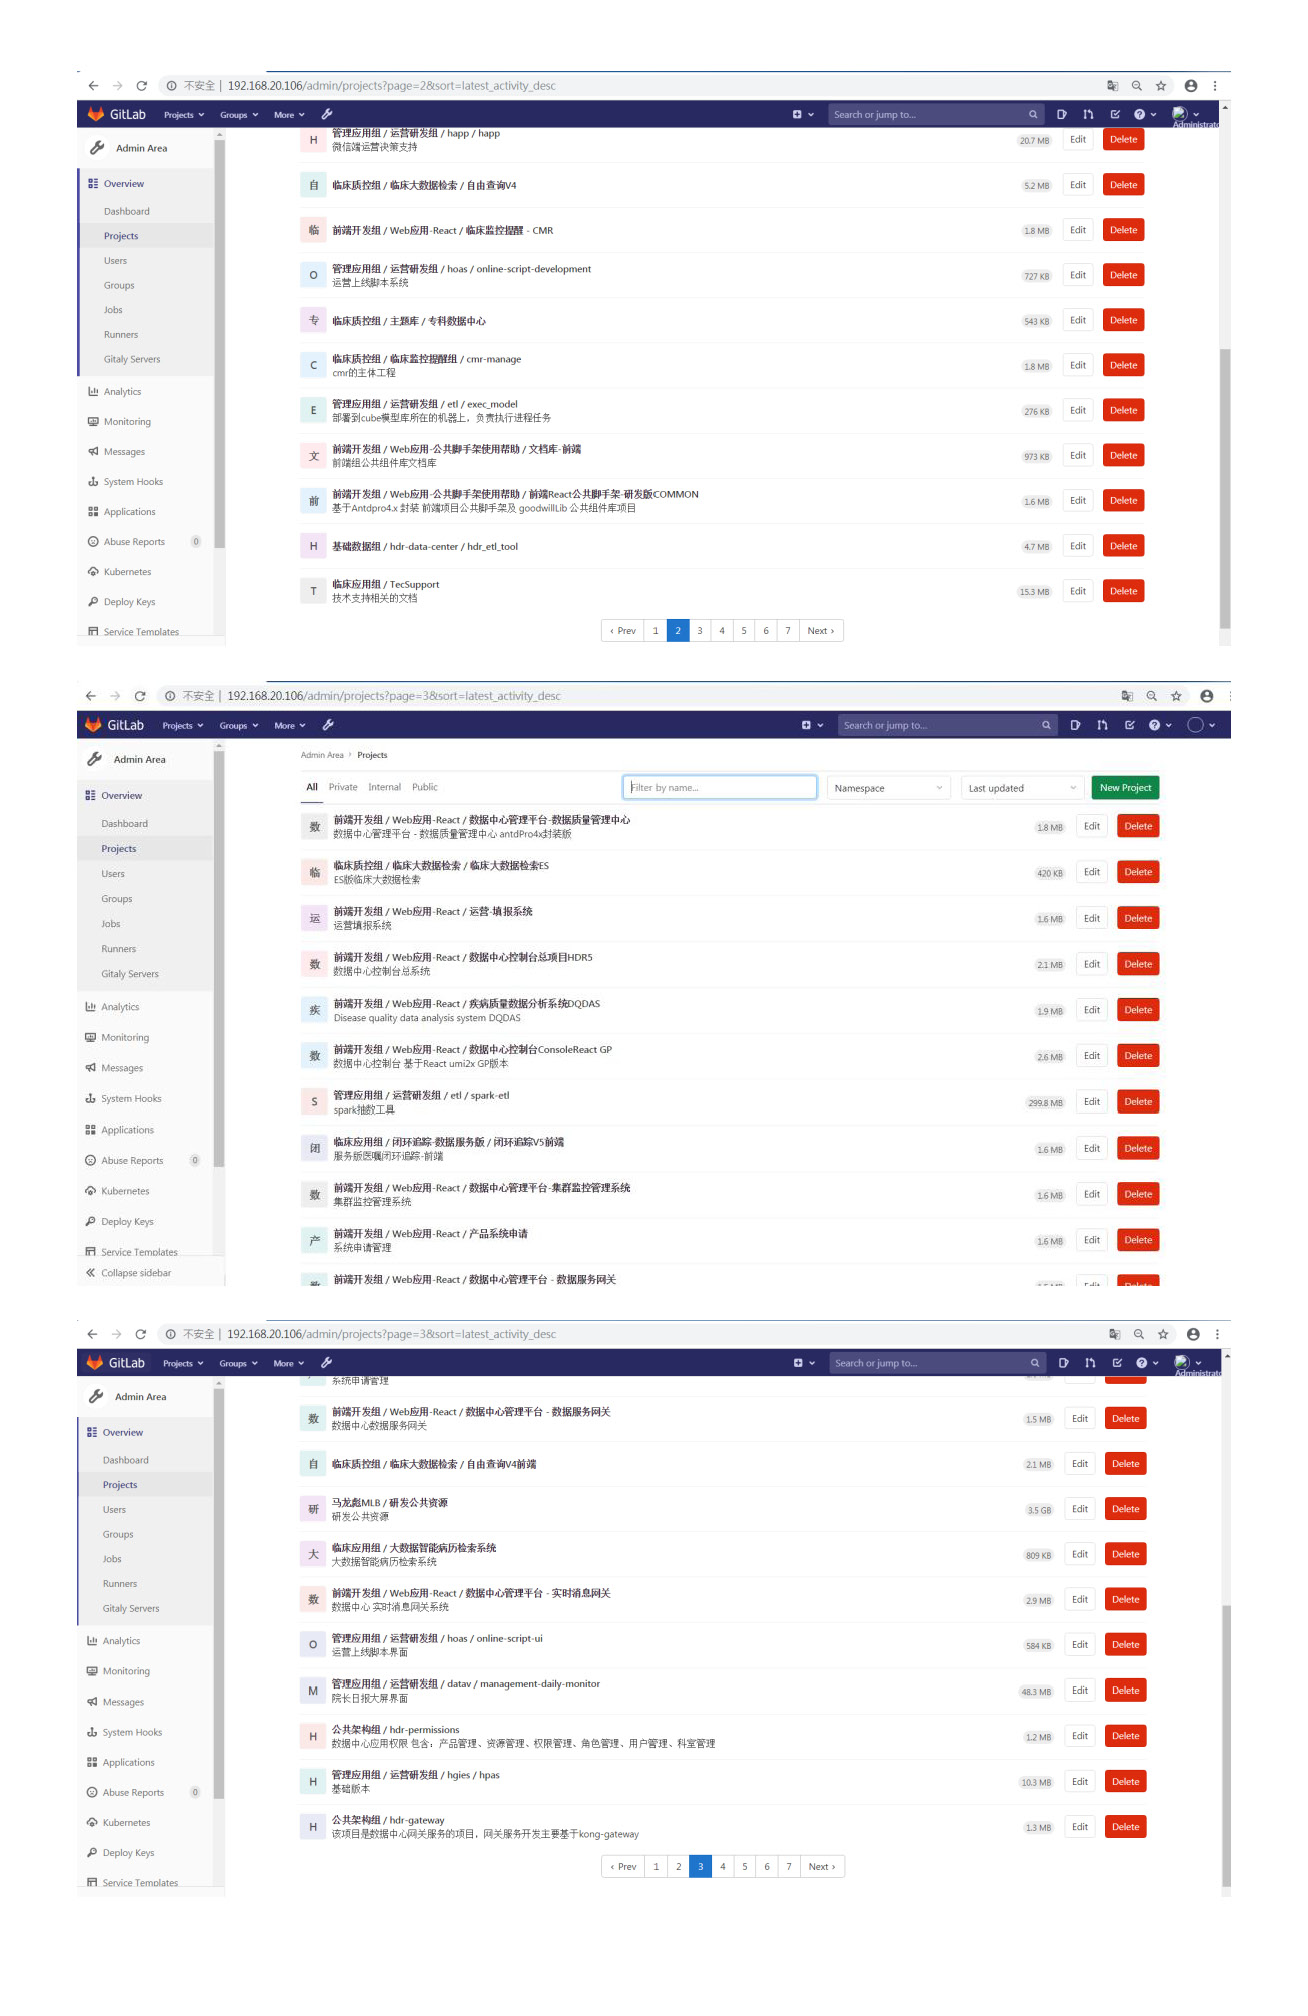 不安全 | 192.168.20.106/admin/projects?page=2&sort=latest_activity_desc
GitLab Projects Groups More Search or jump to...
Administrato
Admin Area
Overview
Dashboard
Projects
Users
Groups
Jobs
Runners
Gitaly Servers
Analytics
Monitoring
Messages
System Hooks
Applications
Abuse Reports 0
Kubernetes
Deploy Keys
Service Templates
H 管理应用组 / 运营研发组 / happ / happ 20.7 MB Edit Delete
微信端运营决策支持
自 临床质控组 / 临床大数据检索 / 自由查询V4 5.2 MB Edit Delete
临 前端开发组 / Web应用-React / 临床监控提醒 - CMR 1.8 MB Edit Delete
O 管理应用组 / 运营研发组 / hoas / online-script-development 727 KB Edit Delete
运营上线脚本系统
专 临床质控组 / 主题库 / 专科数据中心 543 KB Edit Delete
C 临床质控组 / 临床监控提醒组 / cmr-manage 1.8 MB Edit Delete
cmr的主体工程
E 管理应用组 / 运营研发组 / etl / exec_model 276 KB Edit Delete
部署到cube模型库所在的机器上，负责执行进程任务
文 前端开发组 / Web应用-公共脚手架使用帮助 / 文档库-前端 973 KB Edit Delete
前端组公共组件库文档库
前 前端开发组 / Web应用-公共脚手架使用帮助 / 前端React公共脚手架-研发版COMMON 1.6 MB Edit Delete
基于Antdpro4.x 封装 前端项目公共脚手架及 goodwillLib 公共组件库项目
H 基础数据组 / hdr-data-center / hdr_etl_tool 4.7 MB Edit Delete
T 临床应用组 / TecSupport 15.3 MB Edit Delete
技术支持相关的文档
‹ Prev 1 2 3 4 5 6 7 Next ›
不安全 | 192.168.20.106/admin/projects?page=3&sort=latest_activity_desc
GitLab Projects Groups More Search or jump to...
Admin Area
Overview
Dashboard
Projects
Users
Groups
Jobs
Runners
Gitaly Servers
Analytics
Monitoring
Messages
System Hooks
Applications
Abuse Reports 0
Kubernetes
Deploy Keys
Service Templates
Collapse sidebar
Admin Area › Projects
All Private Internal Public Filter by name... Namespace Last updated New Project
数 前端开发组 / Web应用-React / 数据中心管理平台-数据质量管理中心 1.8 MB Edit Delete
数据中心管理平台 - 数据质量管理中心 antdPro4x封装版
临 临床质控组 / 临床大数据检索 / 临床大数据检索ES 420 KB Edit Delete
ES版临床大数据检索
运 前端开发组 / Web应用-React / 运营-填报系统 1.6 MB Edit Delete
运营填报系统
数 前端开发组 / Web应用-React / 数据中心控制台总项目HDR5 2.1 MB Edit Delete
数据中心控制台总系统
疾 前端开发组 / Web应用-React / 疾病质量数据分析系统DQDAS 1.9 MB Edit Delete
Disease quality data analysis system DQDAS
数 前端开发组 / Web应用-React / 数据中心控制台ConsoleReact GP 2.6 MB Edit Delete
数据中心控制台 基于React umi2x GP版本
S 管理应用组 / 运营研发组 / etl / spark-etl 299.8 MB Edit Delete
spark抽数工具
闭 临床应用组 / 闭环追踪-数据服务版 / 闭环追踪V5前端 1.6 MB Edit Delete
服务版医嘱闭环追踪-前端
数 前端开发组 / Web应用-React / 数据中心管理平台-集群监控管理系统 1.6 MB Edit Delete
集群监控管理系统
产 前端开发组 / Web应用-React / 产品系统申请 1.6 MB Edit Delete
系统申请管理
数 前端开发组 / Web应用-React / 数据中心管理平台 - 数据服务网关 1.5 MB Edit Delete
不安全 | 192.168.20.106/admin/projects?page=3&sort=latest_activity_desc
GitLab Projects Groups More Search or jump to...
Administrato
Admin Area
Overview
Dashboard
Projects
Users
Groups
Jobs
Runners
Gitaly Servers
Analytics
Monitoring
Messages
System Hooks
Applications
Abuse Reports 0
Kubernetes
Deploy Keys
Service Templates
系统申请管理
数 前端开发组 / Web应用-React / 数据中心管理平台 - 数据服务网关 1.5 MB Edit Delete
数据中心数据服务网关
自 临床质控组 / 临床大数据检索 / 自由查询V4前端 2.1 MB Edit Delete
研 马龙彪MLB / 研发公共资源 3.5 GB Edit Delete
研发公共资源
大 临床应用组 / 大数据智能病历检索系统 809 KB Edit Delete
大数据智能病历检索系统
数 前端开发组 / Web应用-React / 数据中心管理平台 - 实时消息网关 2.9 MB Edit Delete
数据中心 实时消息网关系统
O 管理应用组 / 运营研发组 / hoas / online-script-ui 584 KB Edit Delete
运营上线脚本界面
M 管理应用组 / 运营研发组 / datav / management-daily-monitor 48.3 MB Edit Delete
院长日报大屏界面
H 公共架构组 / hdr-permissions 1.2 MB Edit Delete
数据中心应用权限 包含：产品管理、资源管理、权限管理、角色管理、用户管理、科室管理
H 管理应用组 / 运营研发组 / hgies / hpas 10.3 MB Edit Delete
基础版本
H 公共架构组 / hdr-gateway 1.3 MB Edit Delete
该项目是数据中心网关服务的项目，网关服务开发主要基于kong-gateway
‹ Prev 1 2 3 4 5 6 7 Next ›